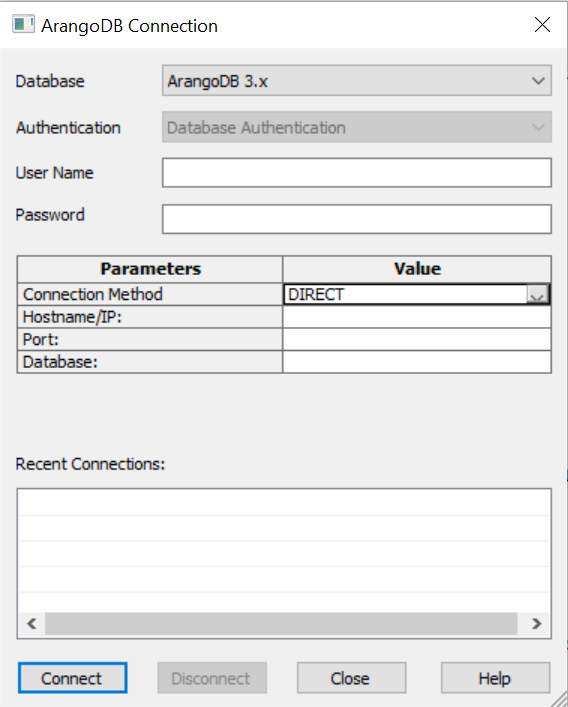 ArangoDB Connection
Database ArangoDB 3.x
Authentication Database Authentication
User Name
Password
Parameters Value
Connection Method DIRECT
Hostname/IP:
Port:
Database:
Recent Connections:
Connect Disconnect Close Help